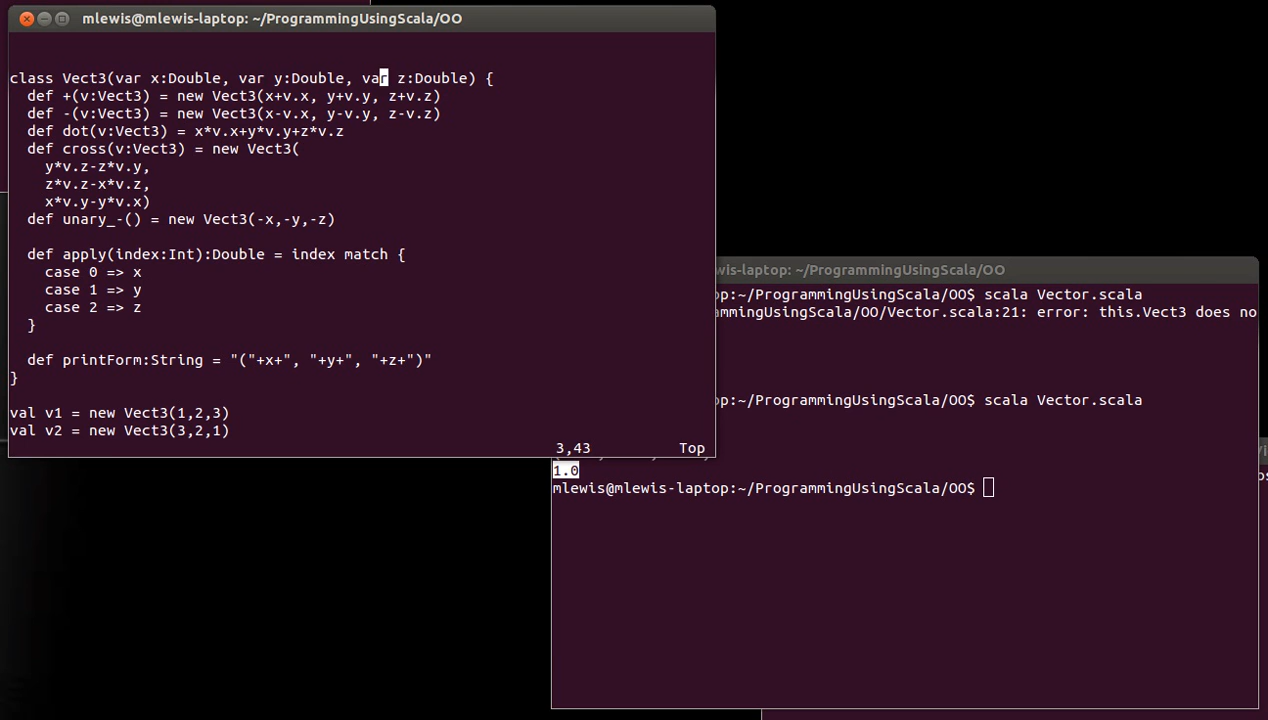 mlewis@mlewis-laptop: ~/ProgrammingUsingScala/OO
class Vect3(var x:Double, var y:Double, var z:Double) {
  def +(v:Vect3) = new Vect3(x+v.x, y+v.y, z+v.z)
  def -(v:Vect3) = new Vect3(x-v.x, y-v.y, z-v.z)
  def dot(v:Vect3) = x*v.x+y*v.y+z*v.z
  def cross(v:Vect3) = new Vect3(
    y*v.z-z*v.y,
    z*v.z-x*v.z,
    x*v.y-y*v.x)
  def unary_-() = new Vect3(-x,-y,-z)
  def apply(index:Int):Double = index match {
    case 0 => x
    case 1 => y
    case 2 => z
  }
  def printForm:String = "("+x+", "+y+", "+z+")"
}
val v1 = new Vect3(1,2,3)
val v2 = new Vect3(3,2,1)
3,43 Top
wis-laptop: ~/ProgrammingUsingScala/OO
op:~/ProgrammingUsingScala/OO$ scala Vector.scala
ammingUsingScala/OO/Vector.scala:21: error: this.Vect3 does no
op:~/ProgrammingUsingScala/OO$ scala Vector.scala
1.0
mlewis@mlewis-laptop:~/ProgrammingUsingScala/OO$